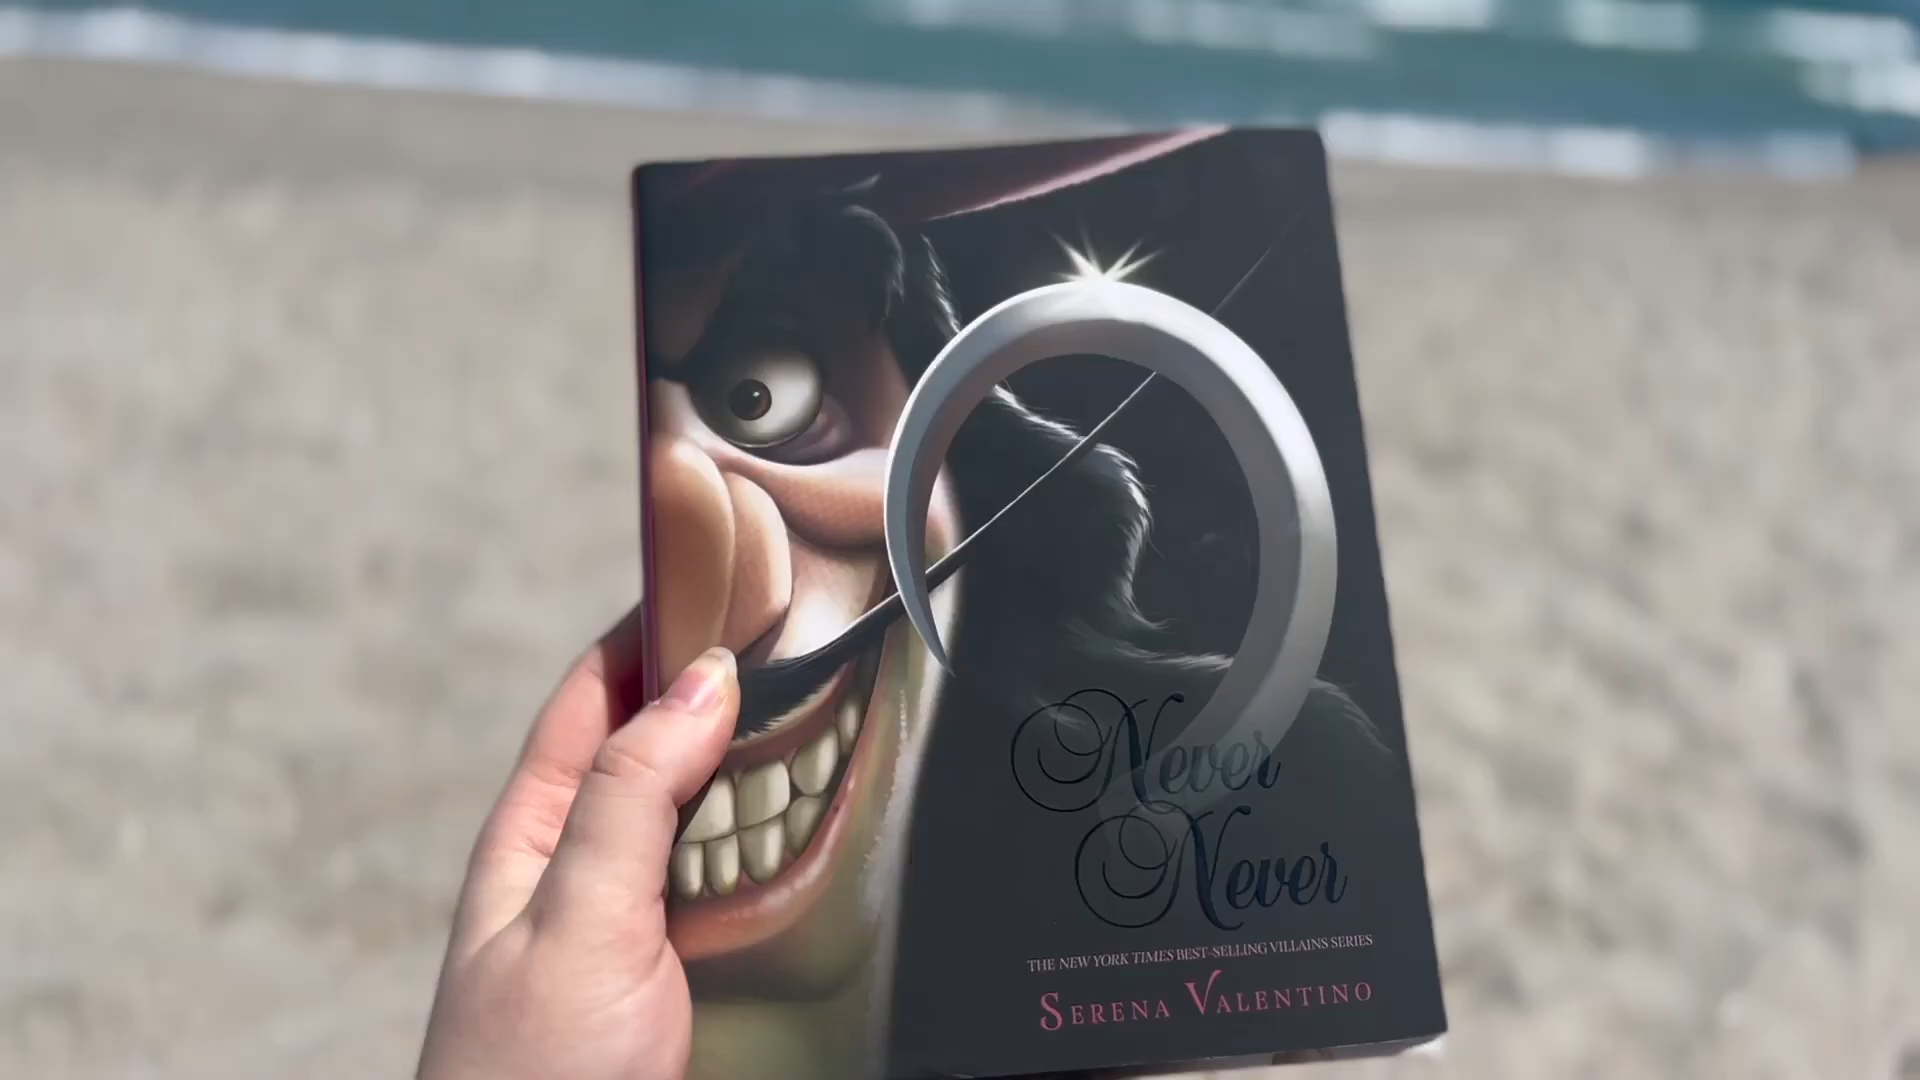 Never
Never
THE NEW YORK TIMES BEST-SELLING VILLAINS SERIES
SERENA VALENTINO